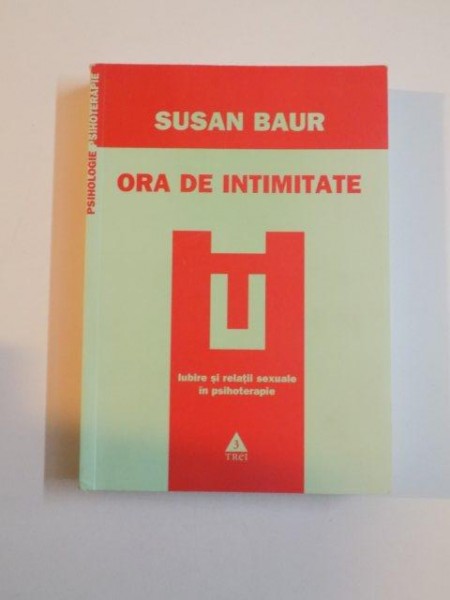 PSIHOLOGIE PSIHOTERAPIE
SUSAN BAUR
ORA DE INTIMITATE
Iubire și relații sexuale
în psihoterapie
3
TREI